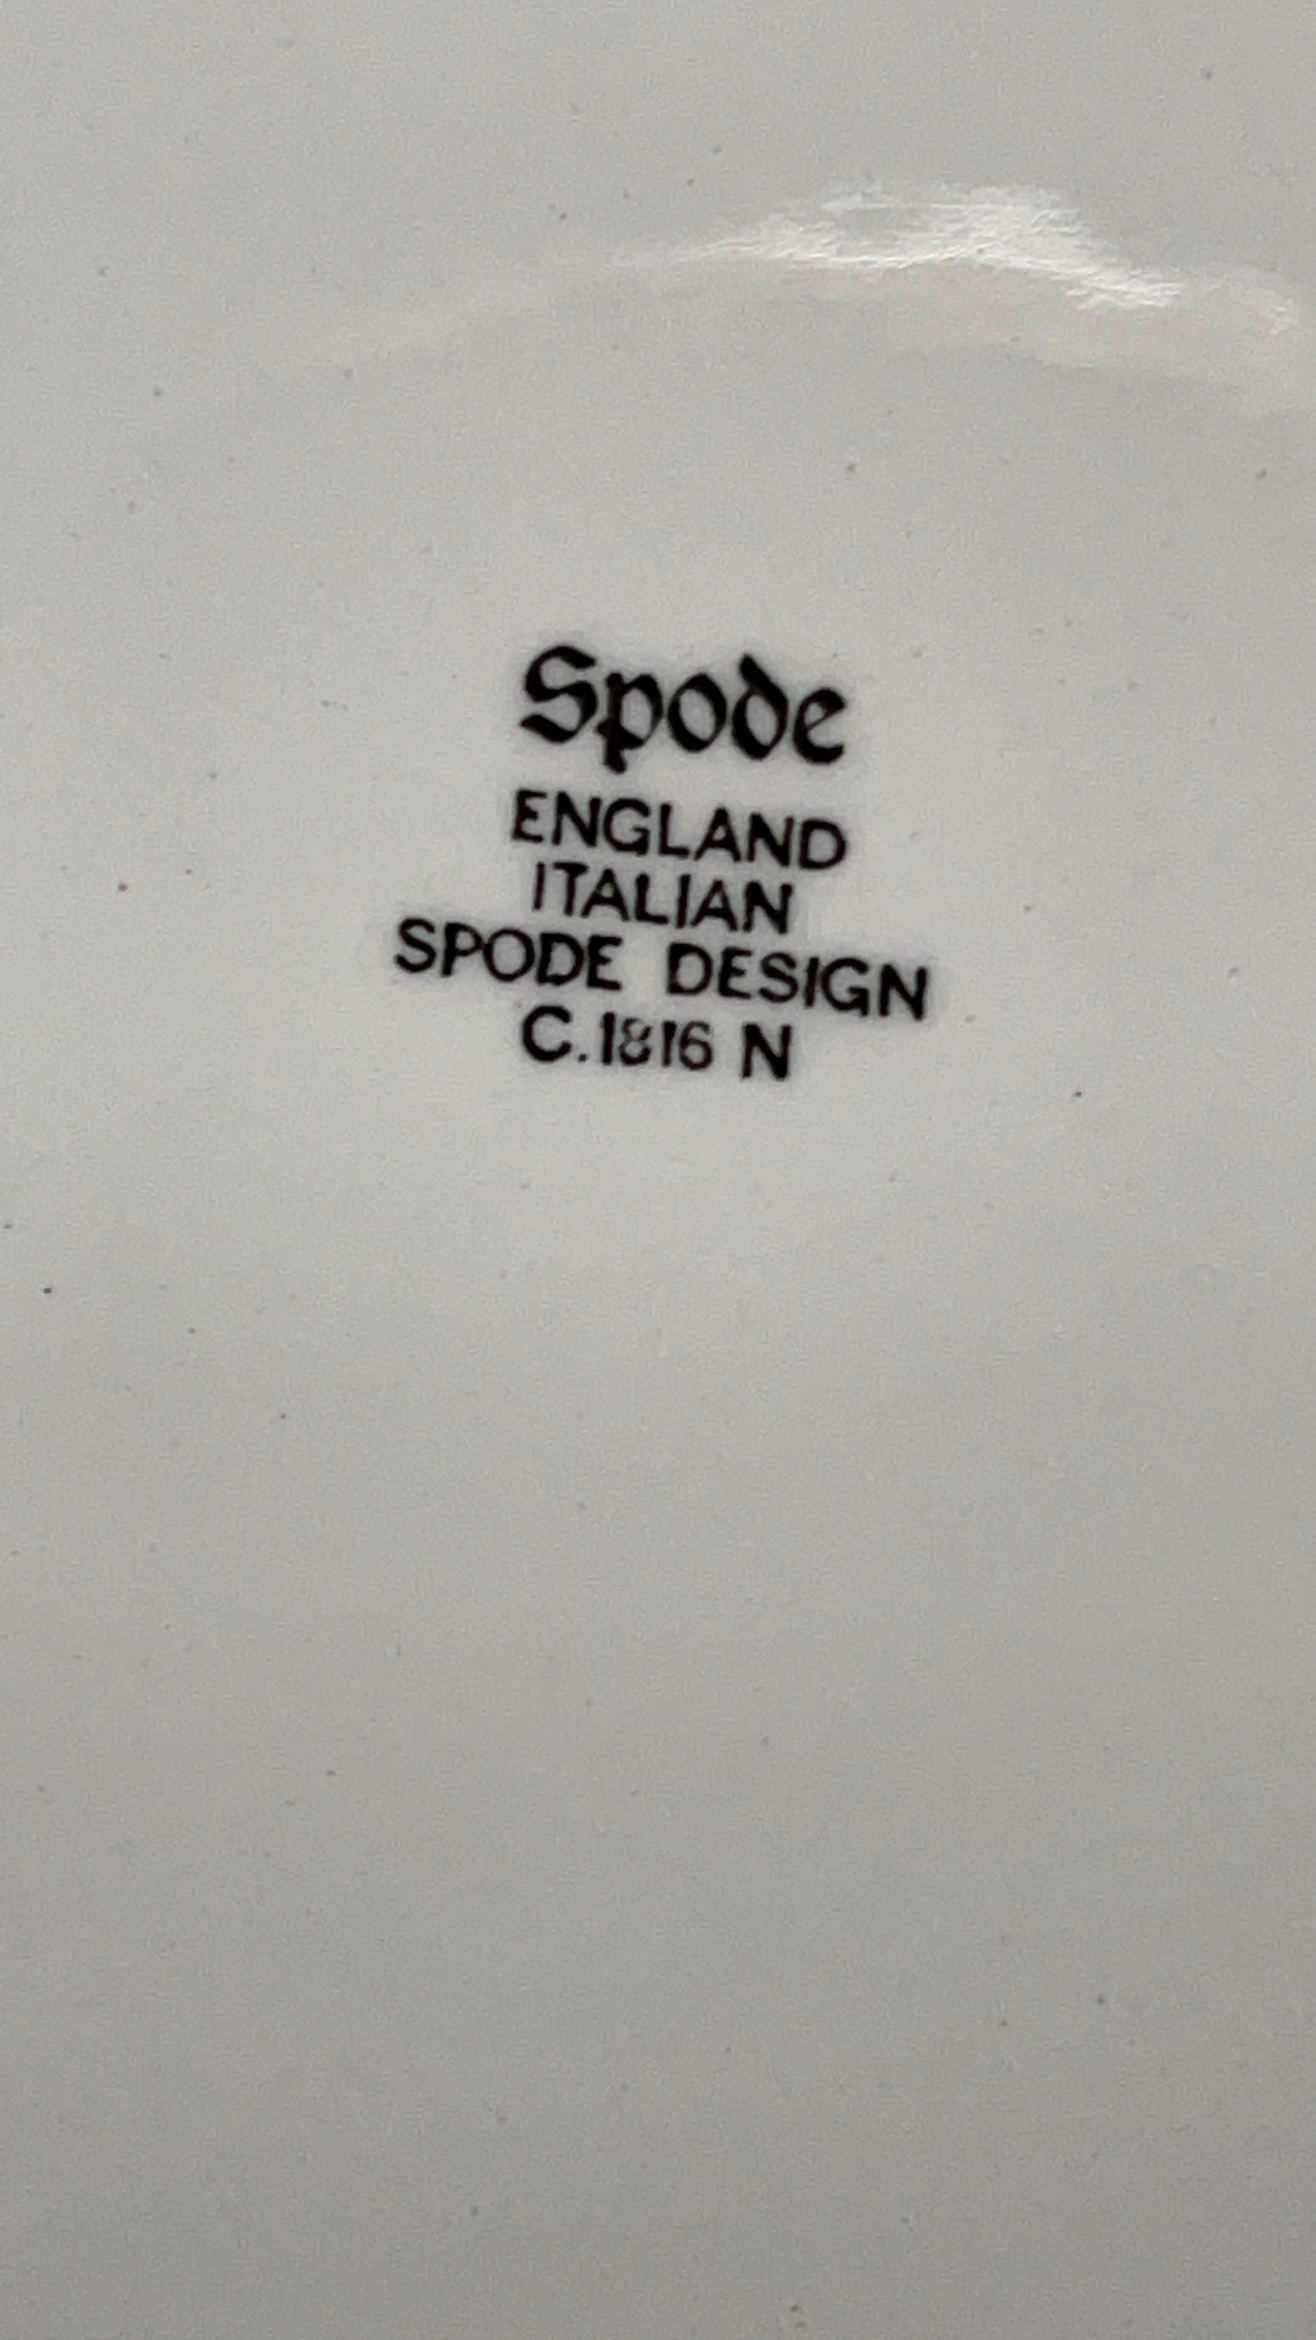 Spode
ENGLAND
ITALIAN
SPODE DESIGN
C.1816 N